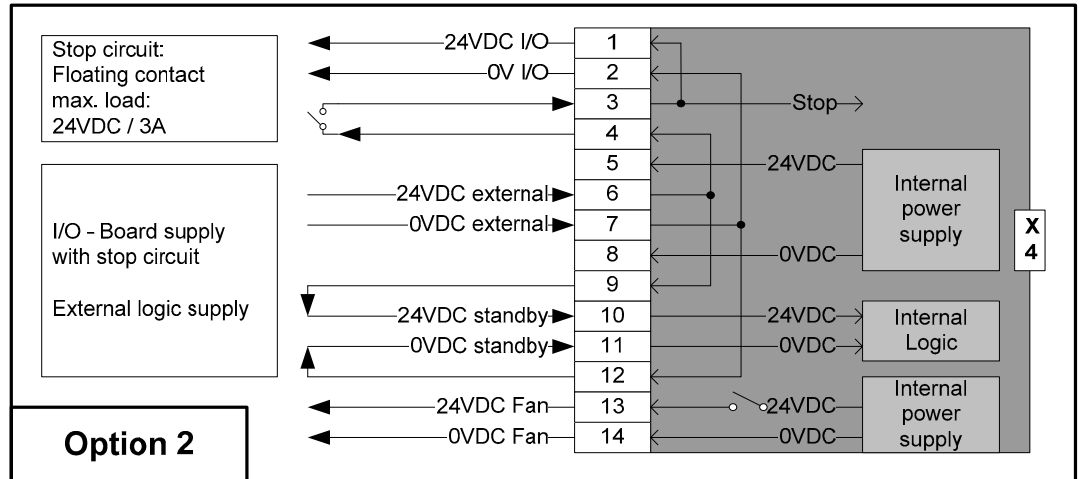 Stop circuit:
Floating contact
max. load:
24VDC / 3A
I/O - Board supply
with stop circuit
External logic supply
Option 2
24VDC I/O
0V I/O
24VDC external
0VDC external
24VDC standby
0VDC standby
24VDC Fan
0VDC Fan
1
2
3
4
5
6
7
8
9
10
11
12
13
14
Stop
24VDC
0VDC
24VDC
0VDC
24VDC
0VDC
Internal
power
supply
Internal
Logic
Internal
power
supply
X
4